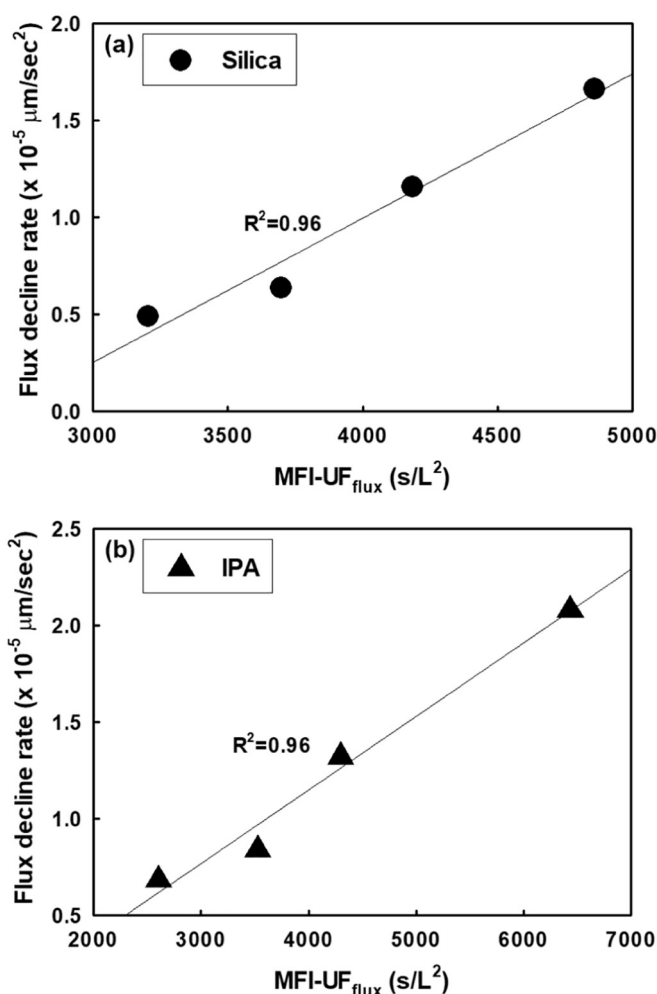 (a)
Silica
2.0
1.5
1.0
0.5
0.0
R²=0.96
Flux decline rate (x 10⁻⁵ μm/sec²)
3000 3500 4000 4500 5000
MFI-UF_flux (s/L²)
(b)
IPA
2.5
2.0
1.5
1.0
0.5
R²=0.96
Flux decline rate (x 10⁻⁵ μm/sec²)
2000 3000 4000 5000 6000 7000
MFI-UF_flux (s/L²)